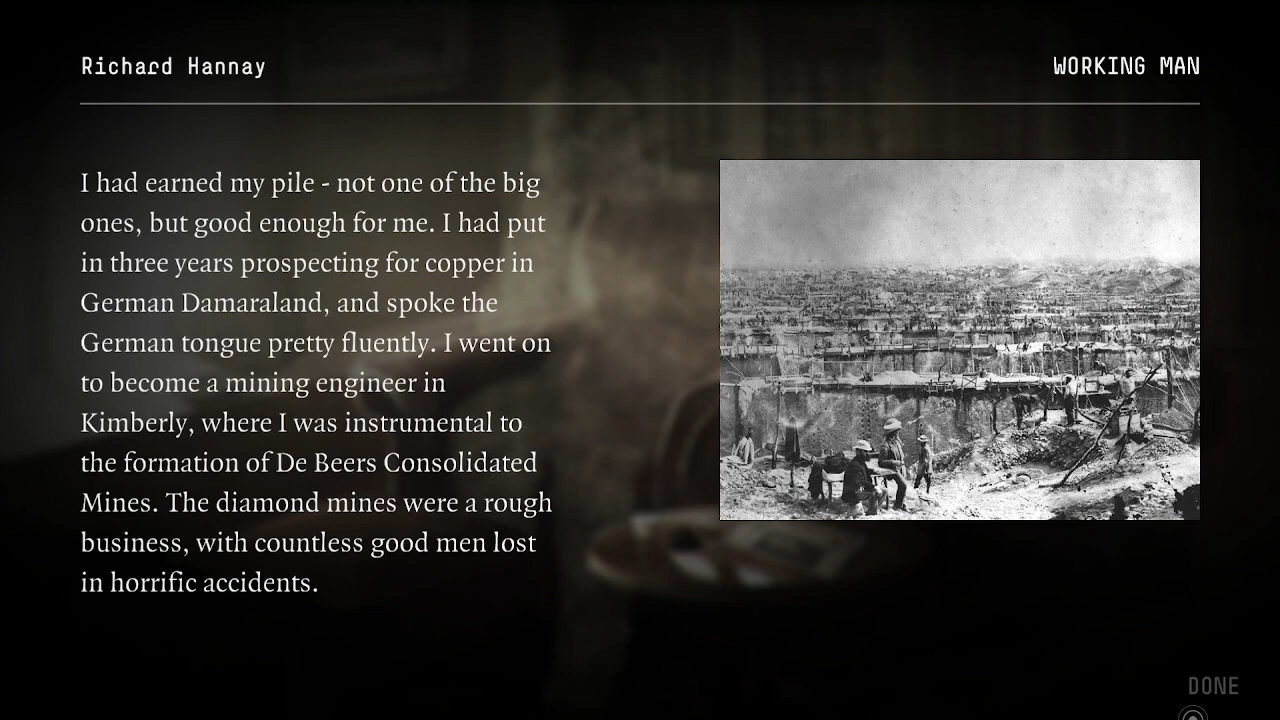 Richard Hannay
WORKING MAN
I had earned my pile - not one of the big
ones, but good enough for me. I had put
in three years prospecting for copper in
German Damaraland, and spoke the
German tongue pretty fluently. I went on
to become a mining engineer in
Kimberly, where I was instrumental to
the formation of De Beers Consolidated
Mines. The diamond mines were a rough
business, with countless good men lost
in horrific accidents.
DONE